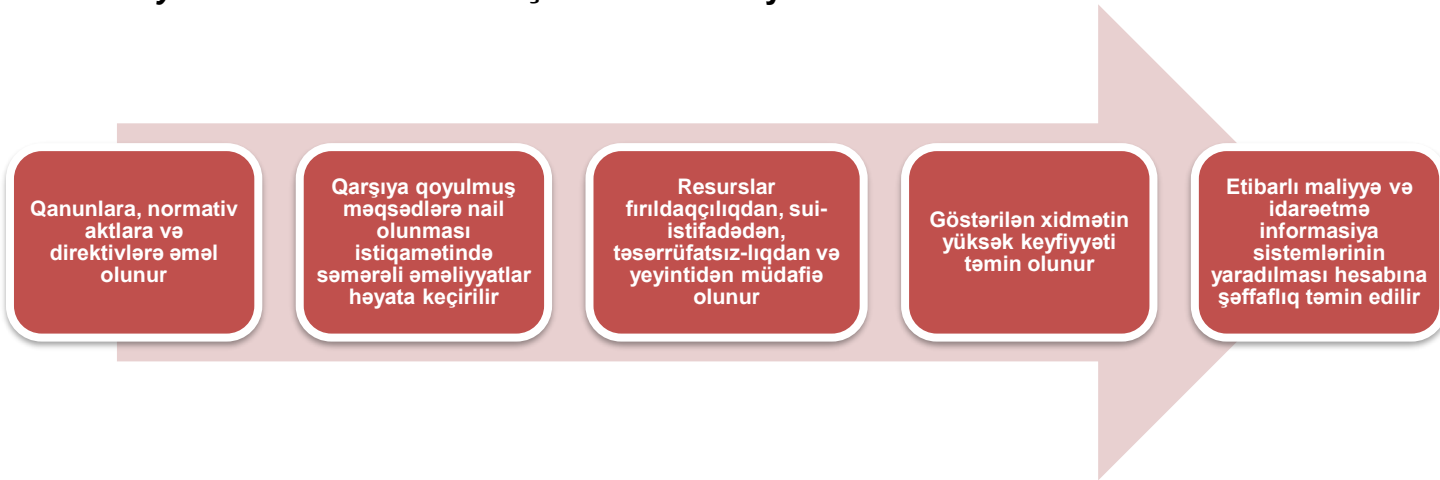 Qanunlara, normativ
aktlara və
direktivlərə əməl
olunur
Qarşıya qoyulmuş
məqsədlərə nail
olunması
istiqamətində
səmərəli əməliyyatlar
həyata keçirilir
Resurslar
fırıldaqçılıqdan, sui-
istifadədən,
təsərrüfatsız-lıqdan və
yeyintidən müdafiə
olunur
Göstərilən xidmətin
yüksək keyfiyyəti
təmin olunur
Etibarlı maliyyə və
idarəetmə
informasiya
sistemlərinin
yaradılması hesabına
şəffaflıq təmin edilir